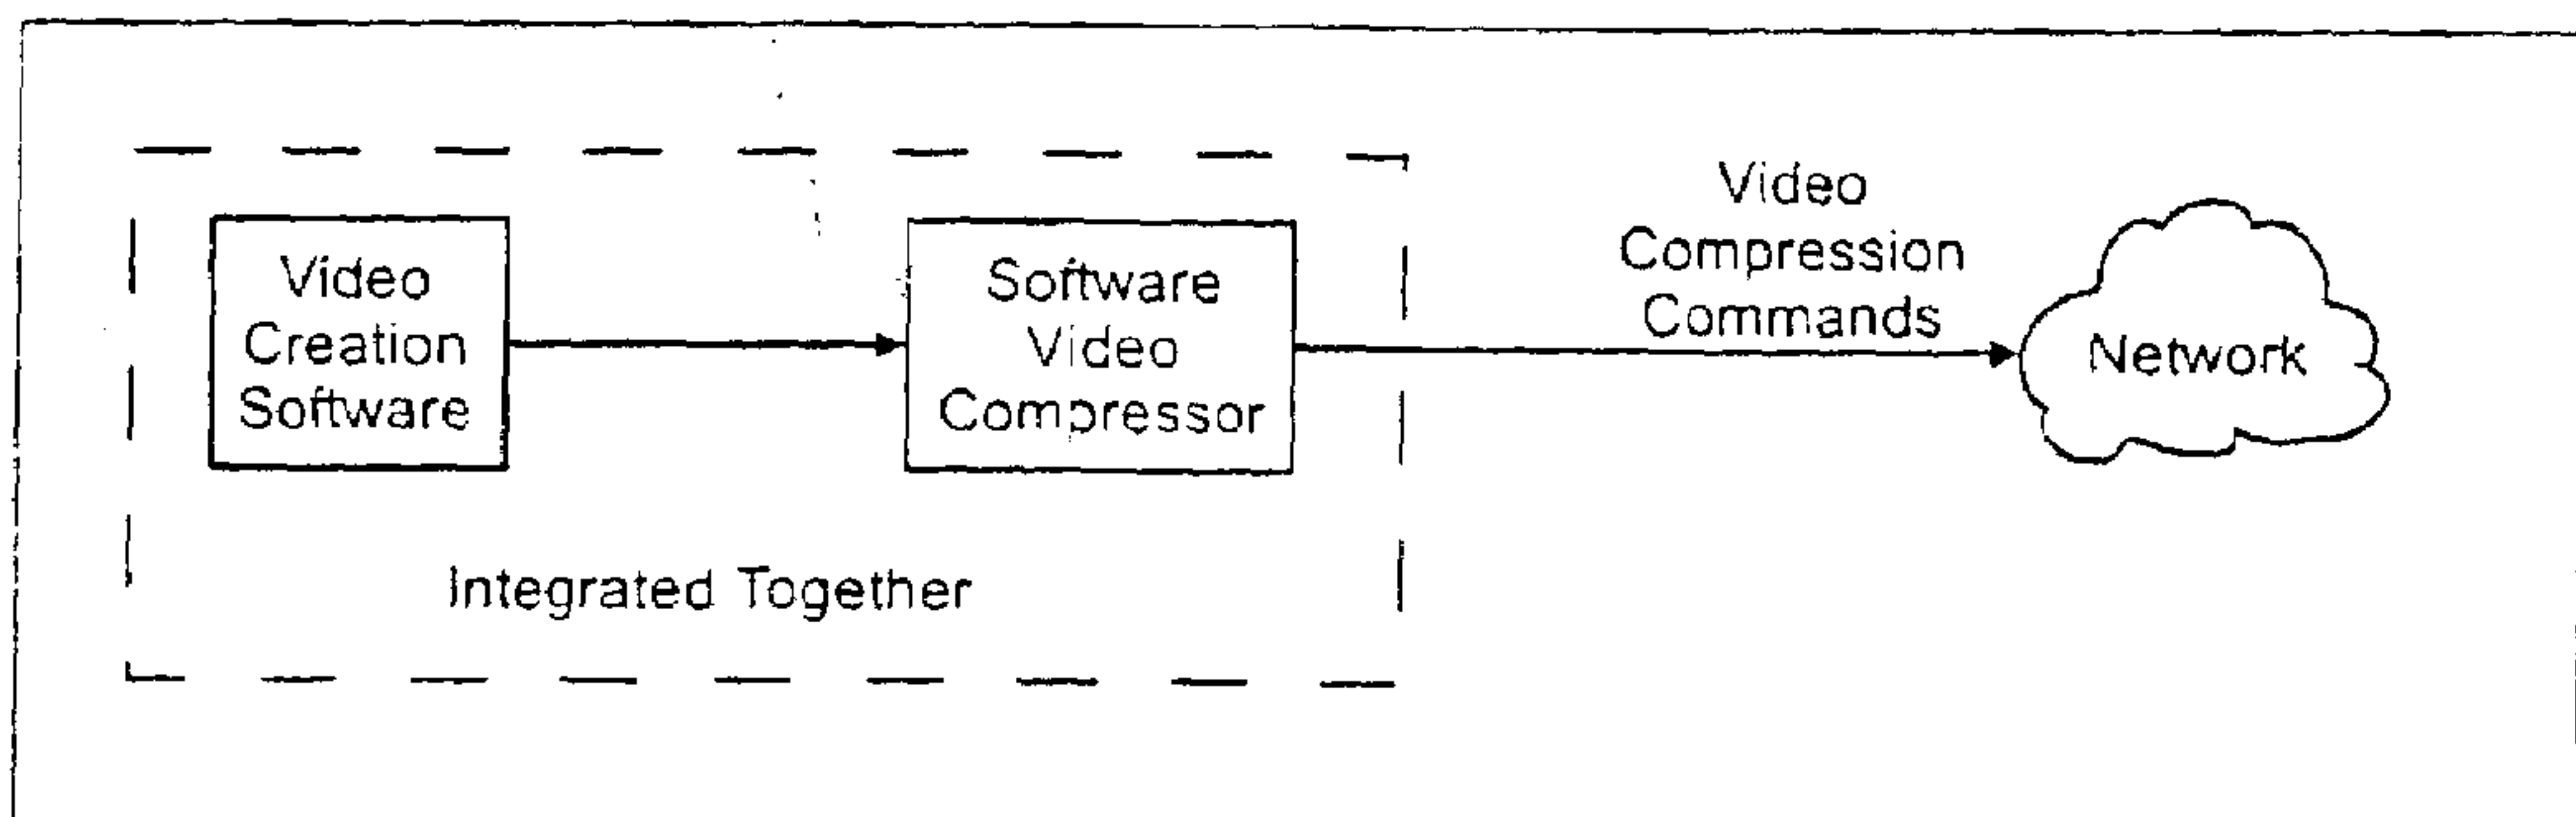 Video
Creation
Software
Software
Video
Compressor
Integrated Together
Video
Compression
Commands
Network